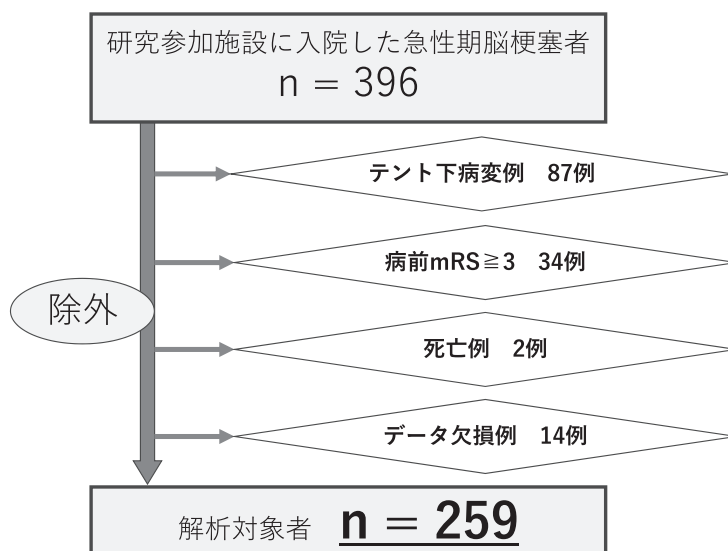 研究参加施設に入院した急性期脳梗塞者
n = 396
テント下病変例　87例
病前mRS≧3　34例
除外
死亡例　2例
データ欠損例　14例
解析対象者　n = 259